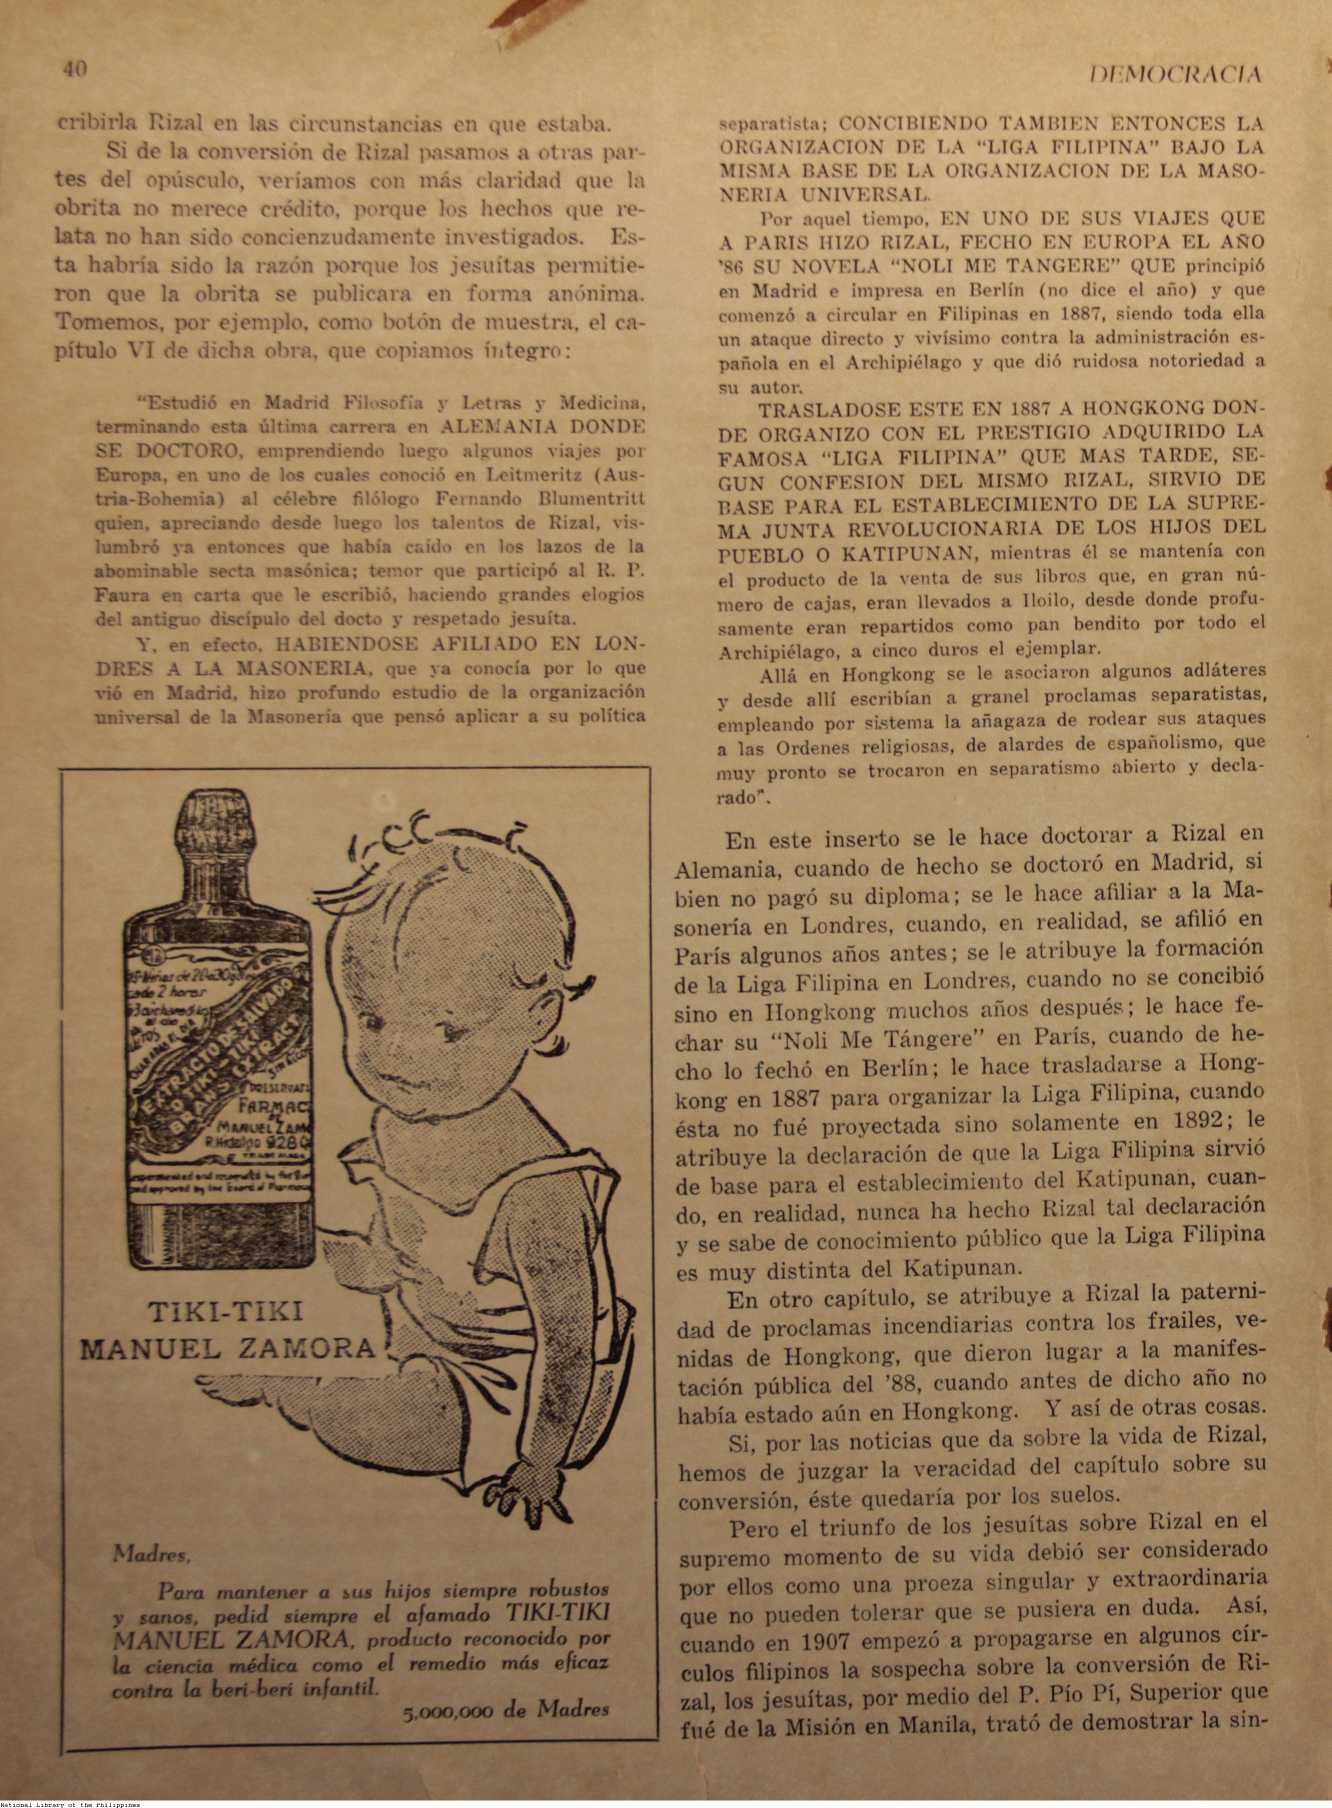 40
DEMOCRACIA
cribirla Rizal en las circunstancias en que estaba.
Si de la conversión de Rizal pasamos a otras par-
tes del opúsculo, veríamos con más claridad que la
obrita no merece crédito, porque los hechos que re-
lata no han sido concienzudamente investigados. Es-
ta habría sido la razón porque los jesuítas permitie-
ron que la obrita se publicara en forma anónima.
Tomemos, por ejemplo, como botón de muestra, el ca-
pítulo VI de dicha obra, que copiamos íntegro:
"Estudió en Madrid Filosofía y Letras y Medicina,
terminando esta última carrera en ALEMANIA DONDE
SE DOCTORO, emprendiendo luego algunos viajes por
Europa, en uno de los cuales conoció en Leitmeritz (Aus-
tria-Bohemia) al célebre filólogo Fernando Blumentritt
quien, apreciando desde luego los talentos de Rizal, vis-
lumbró ya entonces que había caído en los lazos de la
abominable secta masónica; temor que participó al R. P.
Faura en carta que le escribió, haciendo grandes elogios
del antiguo discípulo del docto y respetado jesuíta.
Y, en efecto, HABIENDOSE AFILIADO EN LON-
DRES A LA MASONERIA, que ya conocía por lo que
vió en Madrid, hizo profundo estudio de la organización
universal de la Masonería que pensó aplicar a su política
TIKI-TIKI
MANUEL ZAMORA
Madres,
Para mantener a sus hijos siempre robustos
y sanos, pedid siempre el afamado TIKI-TIKI
MANUEL ZAMORA, producto reconocido por
la ciencia médica como el remedio más eficaz
contra la beri-beri infantil.
5,000,000 de Madres
separatista; CONCIBIENDO TAMBIEN ENTONCES LA
ORGANIZACION DE LA "LIGA FILIPINA" BAJO LA
MISMA BASE DE LA ORGANIZACION DE LA MASO-
NERIA UNIVERSAL.
Por aquel tiempo, EN UNO DE SUS VIAJES QUE
A PARIS HIZO RIZAL, FECHO EN EUROPA EL AÑO
'86 SU NOVELA "NOLI ME TANGERE" QUE principió
en Madrid e impresa en Berlín (no dice el año) y que
comenzó a circular en Filipinas en 1887, siendo toda ella
un ataque directo y vivísimo contra la administración es-
pañola en el Archipiélago y que dió ruidosa notoriedad a
su autor.
TRASLADOSE ESTE EN 1887 A HONGKONG DON-
DE ORGANIZO CON EL PRESTIGIO ADQUIRIDO LA
FAMOSA "LIGA FILIPINA" QUE MAS TARDE, SE-
GUN CONFESION DEL MISMO RIZAL, SIRVIO DE
BASE PARA EL ESTABLECIMIENTO DE LA SUPRE-
MA JUNTA REVOLUCIONARIA DE LOS HIJOS DEL
PUEBLO O KATIPUNAN, mientras él se mantenía con
el producto de la venta de sus libros que, en gran nú-
mero de cajas, eran llevados a Iloilo, desde donde profu-
samente eran repartidos como pan bendito por todo el
Archipiélago, a cinco duros el ejemplar.
Allá en Hongkong se le asociaron algunos adláteres
y desde allí escribían a granel proclamas separatistas,
empleando por sistema la añagaza de rodear sus ataques
a las Ordenes religiosas, de alardes de españolismo, que
muy pronto se trocaron en separatismo abierto y decla-
rado".
En este inserto se le hace doctorar a Rizal en
Alemania, cuando de hecho se doctoró en Madrid, si
bien no pagó su diploma; se le hace afiliar a la Ma-
sonería en Londres, cuando, en realidad, se afilió en
París algunos años antes; se le atribuye la formación
de la Liga Filipina en Londres, cuando no se concibió
sino en Hongkong muchos años después; le hace fe-
char su "Noli Me Tángere" en París, cuando de he-
cho lo fechó en Berlín; le hace trasladarse a Hong-
kong en 1887 para organizar la Liga Filipina, cuando
ésta no fué proyectada sino solamente en 1892; le
atribuye la declaración de que la Liga Filipina sirvió
de base para el establecimiento del Katipunan, cuan-
do, en realidad, nunca ha hecho Rizal tal declaración
y se sabe de conocimiento público que la Liga Filipina
es muy distinta del Katipunan.
En otro capítulo, se atribuye a Rizal la paterni-
dad de proclamas incendiarias contra los frailes, ve-
nidas de Hongkong, que dieron lugar a la manifes-
tación pública del '88, cuando antes de dicho año no
había estado aún en Hongkong. Y así de otras cosas.
Si, por las noticias que da sobre la vida de Rizal,
hemos de juzgar la veracidad del capítulo sobre su
conversión, éste quedaría por los suelos.
Pero el triunfo de los jesuítas sobre Rizal en el
supremo momento de su vida debió ser considerado
por ellos como una proeza singular y extraordinaria
que no pueden tolerar que se pusiera en duda. Así,
cuando en 1907 empezó a propagarse en algunos cír-
culos filipinos la sospecha sobre la conversión de Ri-
zal, los jesuítas, por medio del P. Pío Pí, Superior que
fué de la Misión en Manila, trató de demostrar la sin-
National Library of the Philippines